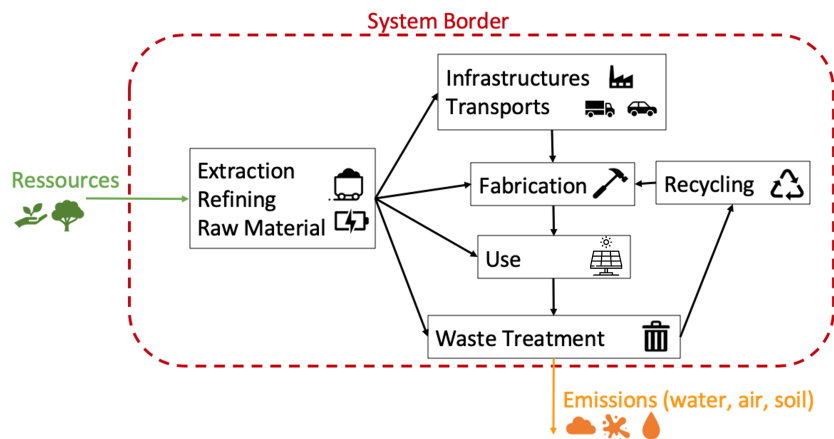 System Border
Infrastructures
Transports
Ressources
Extraction
Refining
Raw Material
Fabrication
Recycling
Use
Waste Treatment
Emissions (water, air, soil)